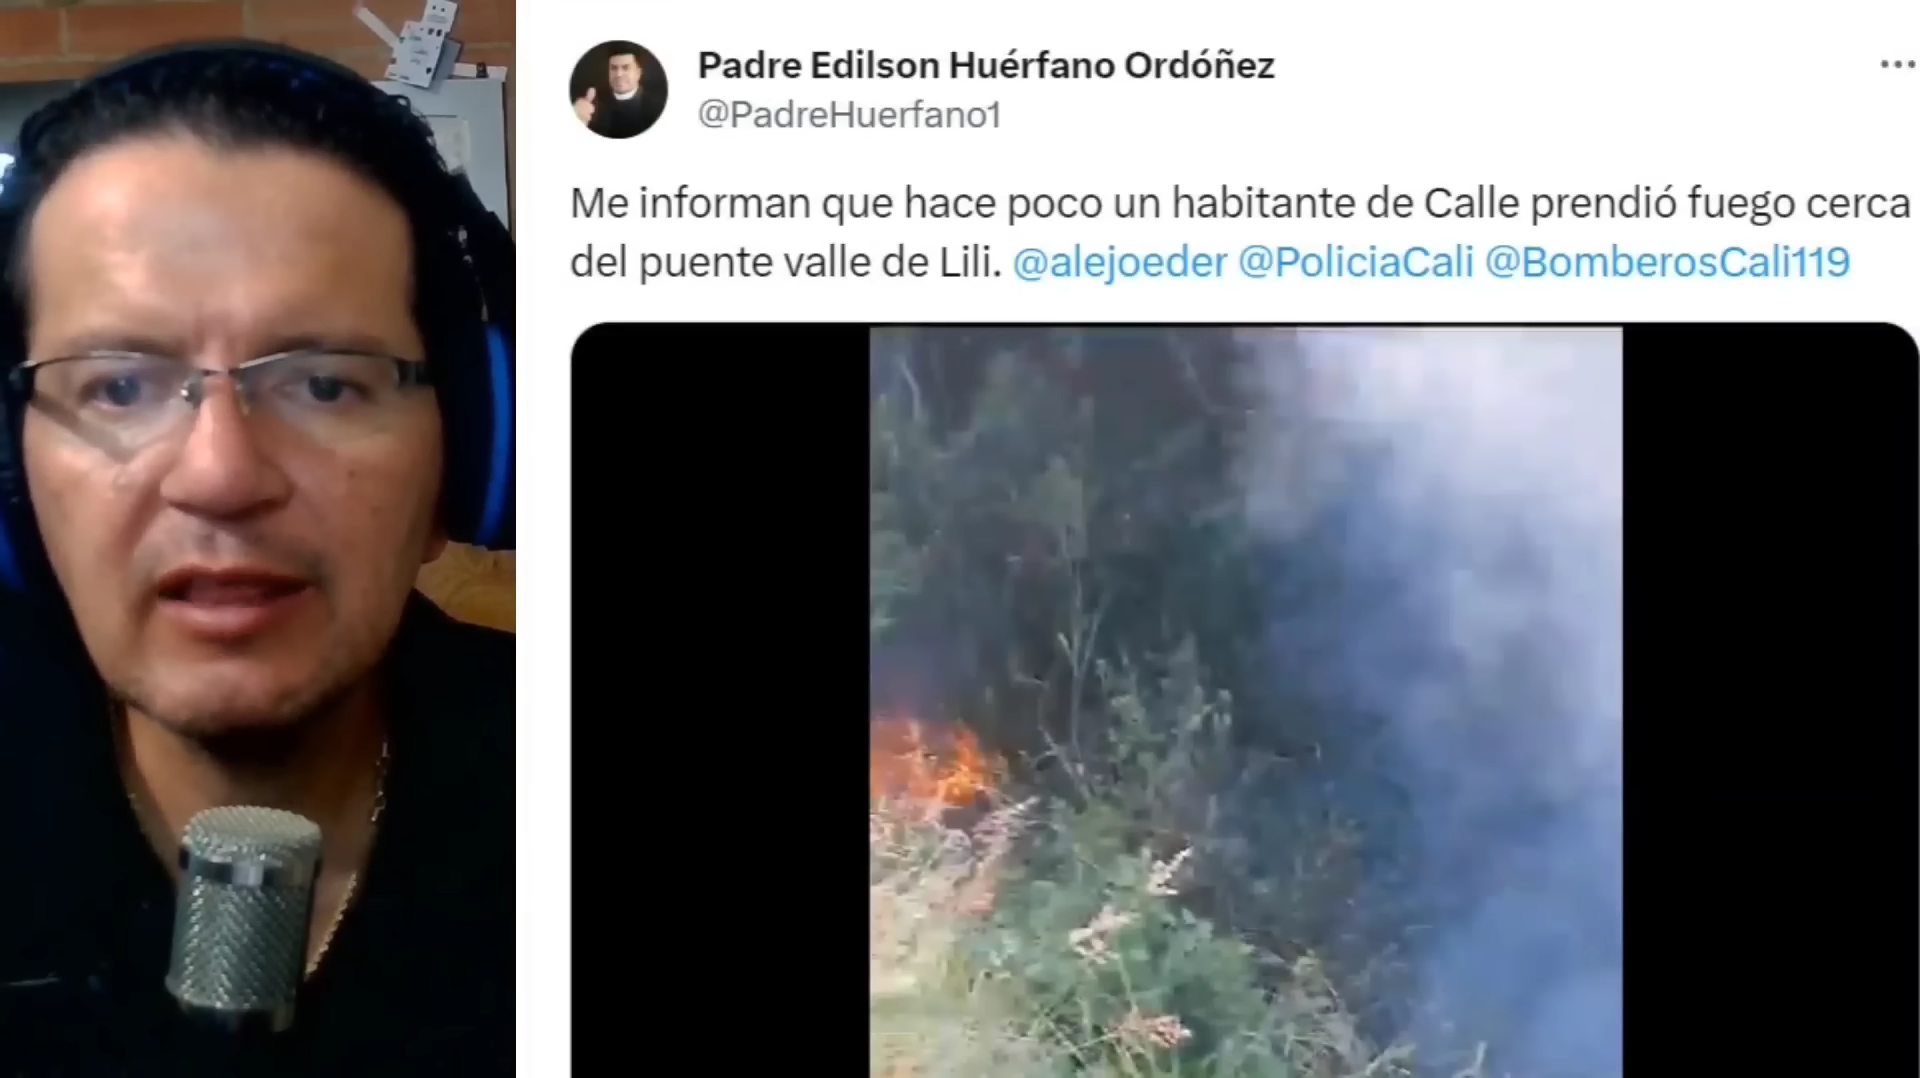 Padre Edilson Huérfano Ordóñez
@PadreHuerfano1
Me informan que hace poco un habitante de Calle prendió fuego cerca
del puente valle de Lili. @alejoeder @PoliciaCali @BomberosCali119